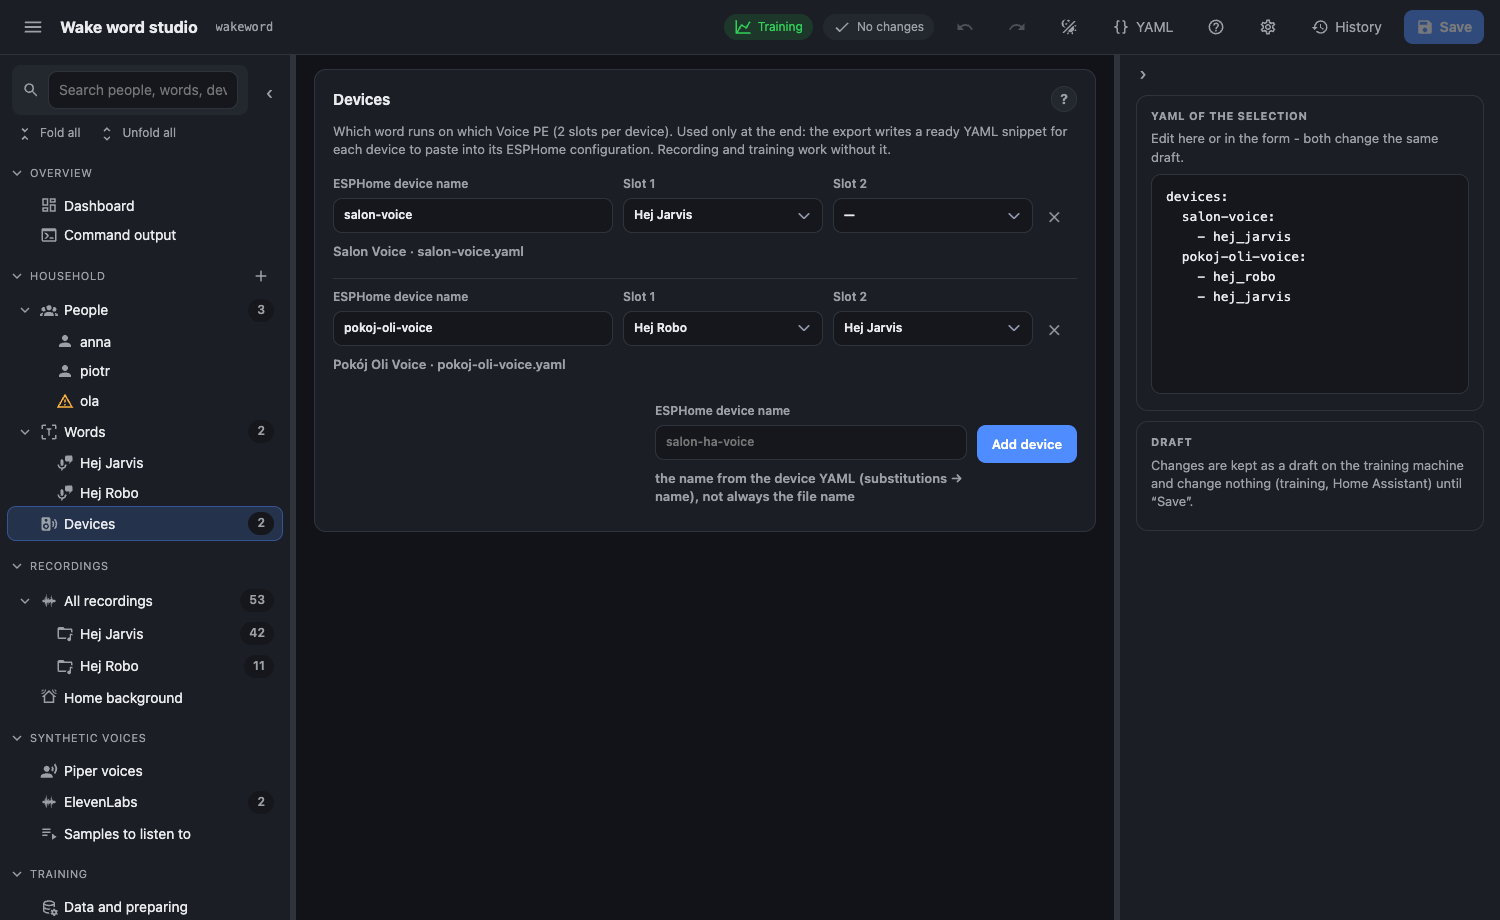 Wake word studio wakeword
Training
No changes
YAML
History
Save
Search people, words, dev
Fold all
Unfold all
OVERVIEW
Dashboard
Command output
HOUSEHOLD
People 3
anna
piotr
ola
Words 2
Hej Jarvis
Hej Robo
Devices 2
RECORDINGS
All recordings 53
Hej Jarvis 42
Hej Robo 11
Home background
SYNTHETIC VOICES
Piper voices
ElevenLabs 2
Samples to listen to
TRAINING
Data and preparing
Devices
?
Which word runs on which Voice PE (2 slots per device). Used only at the end: the export writes a ready YAML snippet for
each device to paste into its ESPHome configuration. Recording and training work without it.
ESPHome device name Slot 1 Slot 2
salon-voice Hej Jarvis —
Salon Voice · salon-voice.yaml
ESPHome device name Slot 1 Slot 2
pokoj-oli-voice Hej Robo Hej Jarvis
Pokój Oli Voice · pokoj-oli-voice.yaml
ESPHome device name
salon-ha-voice
Add device
the name from the device YAML (substitutions →
name), not always the file name
YAML OF THE SELECTION
Edit here or in the form - both change the same
draft.
devices:
salon-voice:
- hej_jarvis
pokoj-oli-voice:
- hej_robo
- hej_jarvis
DRAFT
Changes are kept as a draft on the training machine
and change nothing (training, Home Assistant) until
“Save”.